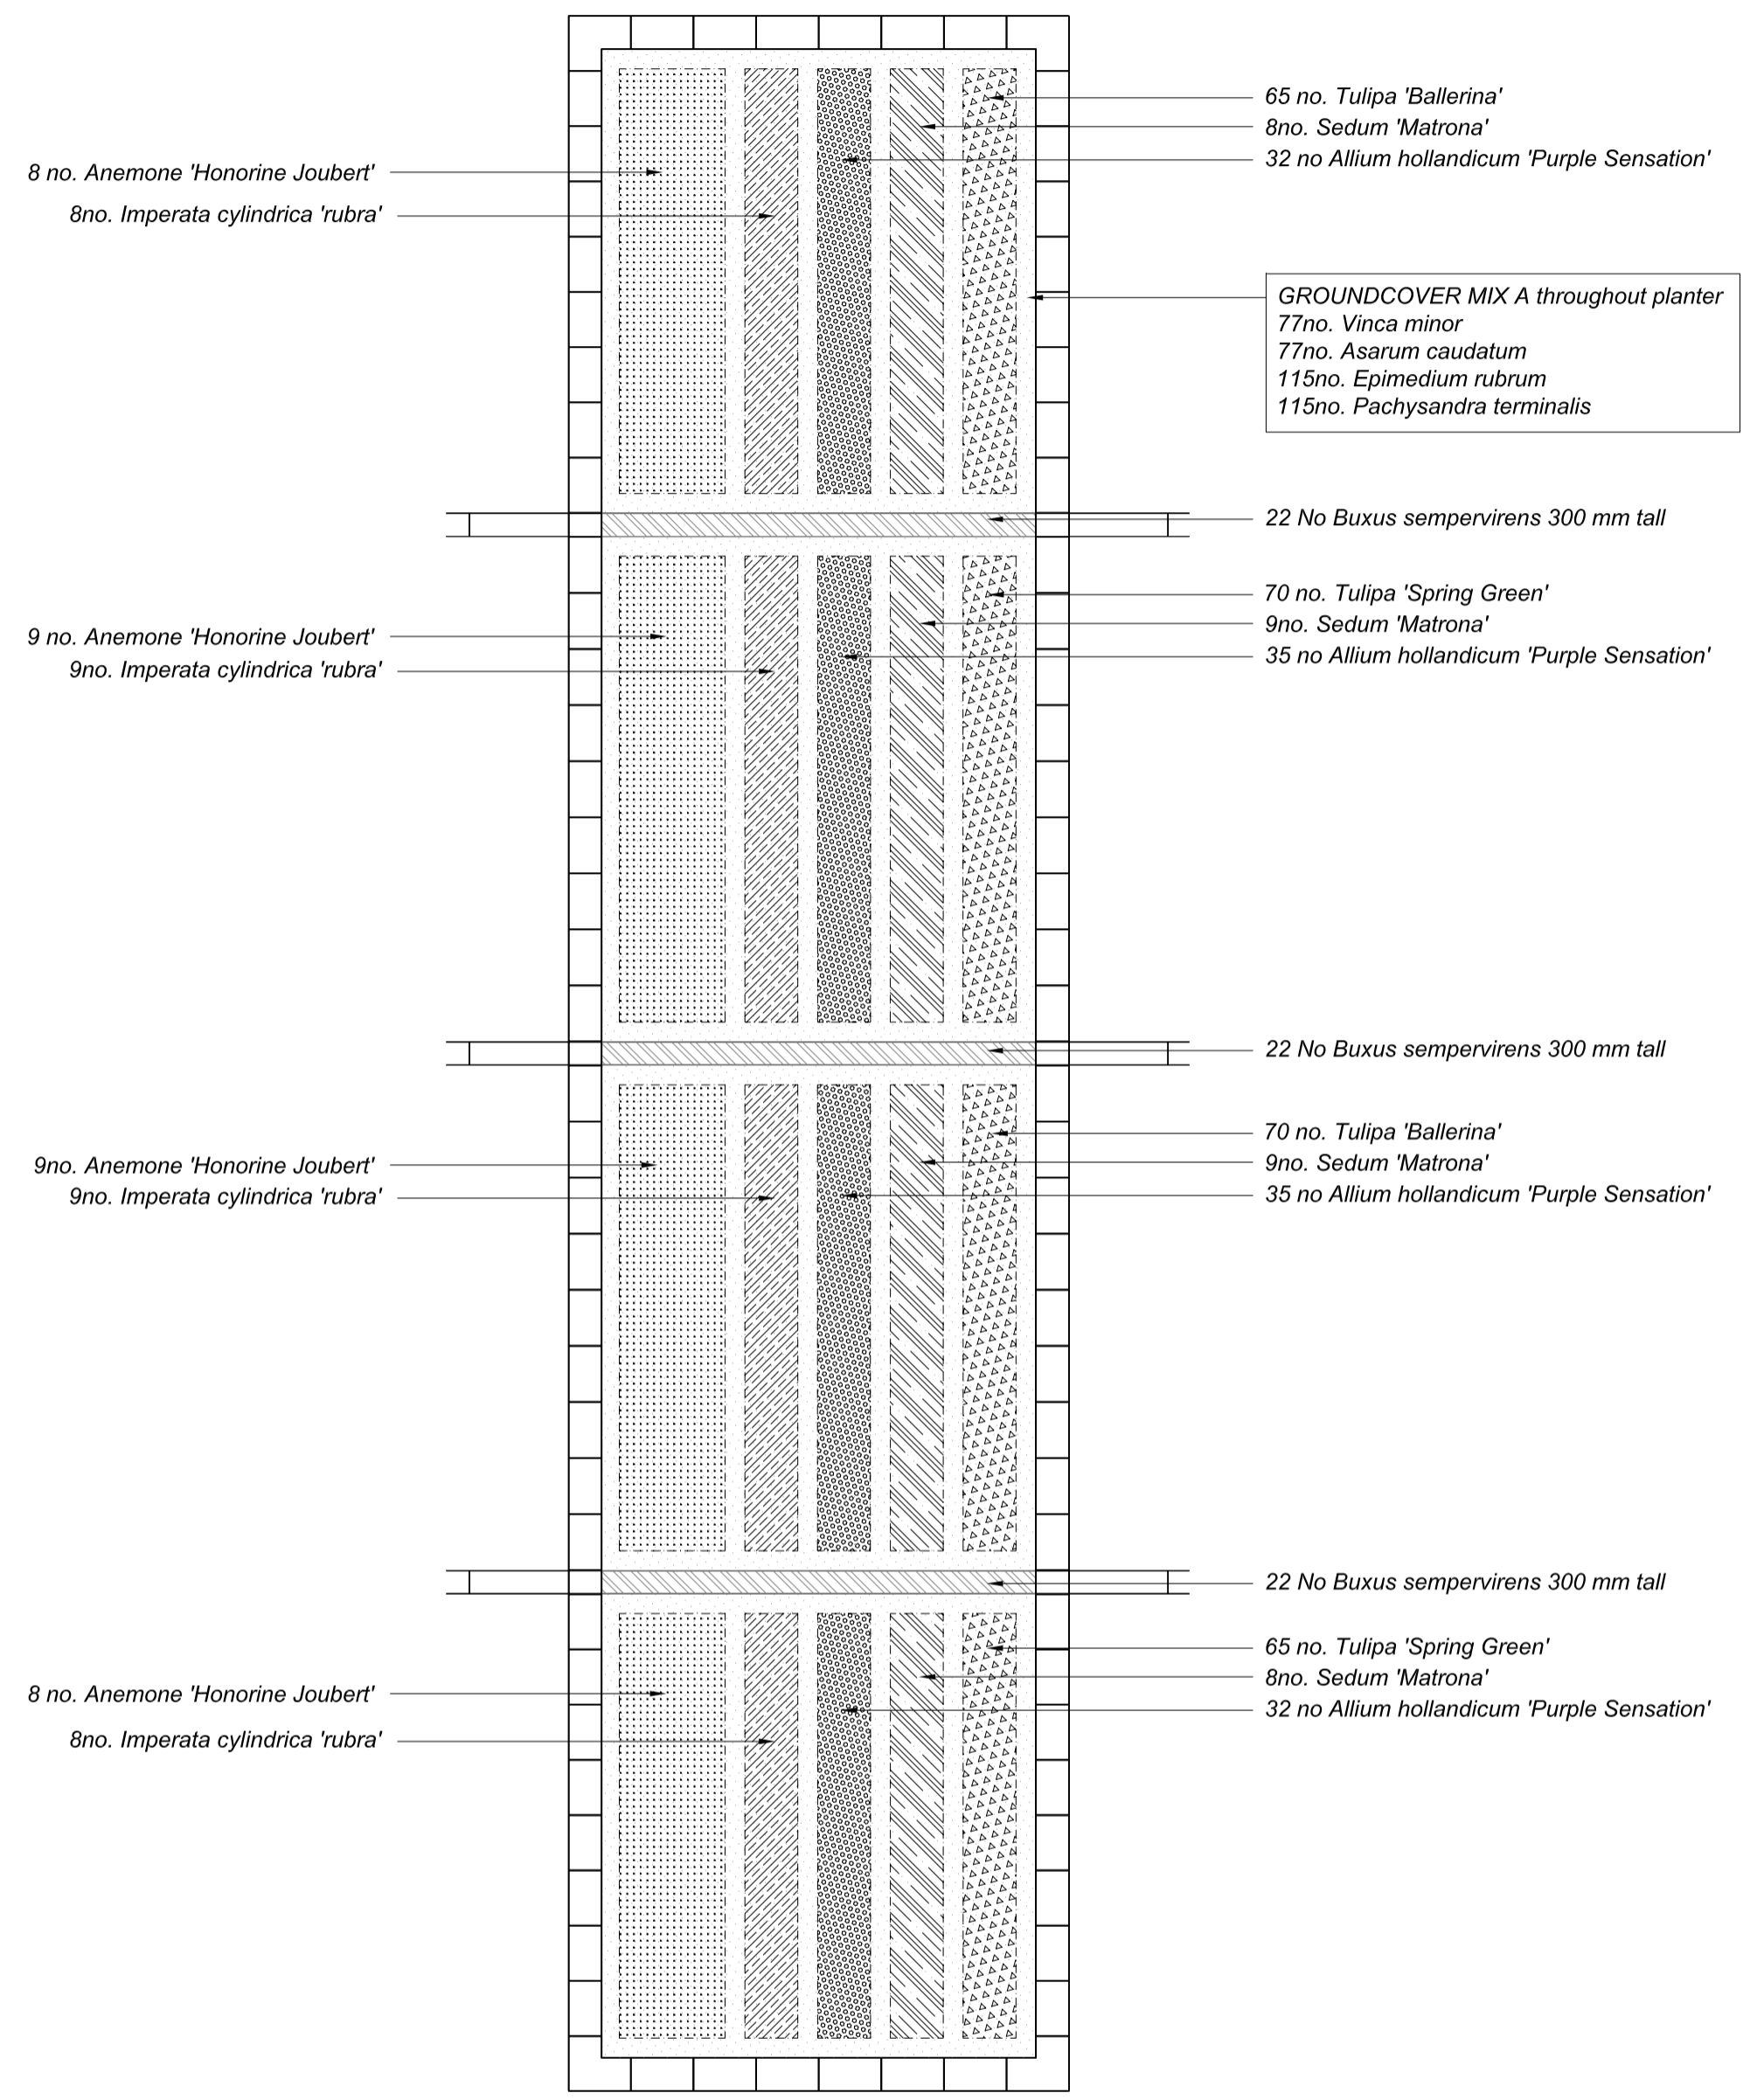 65 no. Tulipa 'Ballerina'
8no. Sedum 'Matrona'
32 no Allium hollandicum 'Purple Sensation'
8 no. Anemone 'Honorine Joubert'
8no. Imperata cylindrica 'rubra'
GROUNDCOVER MIX A throughout planter
77no. Vinca minor
77no. Asarum caudatum
115no. Epimedium rubrum
115no. Pachysandra terminalis
22 No Buxus sempervirens 300 mm tall
70 no. Tulipa 'Spring Green'
9no. Sedum 'Matrona'
35 no Allium hollandicum 'Purple Sensation'
9 no. Anemone 'Honorine Joubert'
9no. Imperata cylindrica 'rubra'
22 No Buxus sempervirens 300 mm tall
70 no. Tulipa 'Ballerina'
9no. Sedum 'Matrona'
35 no Allium hollandicum 'Purple Sensation'
9no. Anemone 'Honorine Joubert'
9no. Imperata cylindrica 'rubra'
22 No Buxus sempervirens 300 mm tall
65 no. Tulipa 'Spring Green'
8no. Sedum 'Matrona'
32 no Allium hollandicum 'Purple Sensation'
8 no. Anemone 'Honorine Joubert'
8no. Imperata cylindrica 'rubra'